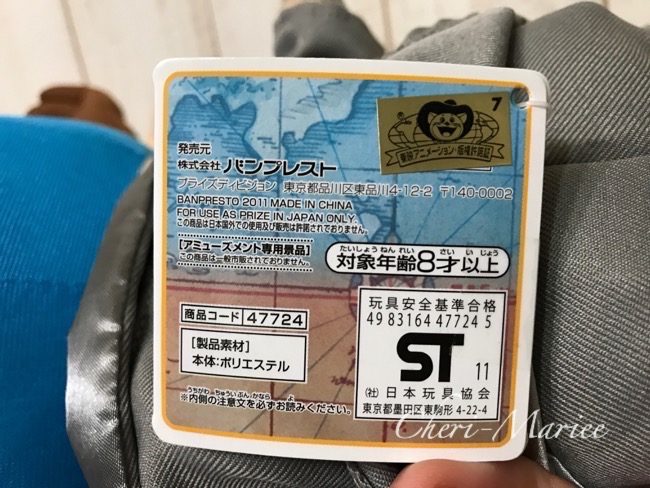 7
東映アニメーション・版権許諾証
発売元
株式会社 バンプレスト
プライズディビジョン 東京都品川区東品川4-12-2 〒140-0002
BANPRESTO 2011 MADE IN CHINA
FOR USE AS PRIZE IN JAPAN ONLY.
この商品は日本国外での使用及び販売は許諾されておりません。
[アミューズメント専用景品]
この商品は一般市販されておりません。
たいしょうねんれい さいいじょう
対象年齢8才以上
商品コード 47724
[製品素材]
本体:ポリエステル
うちがわ ちゅういぶん かなら よ
※内側の注意文を必ずお読みください。
玩具安全基準合格
49 83164 47724 5
ST 11
(社) 日本玩具協会
東京都墨田区東駒形 4-22-4
Cheri-Mariee